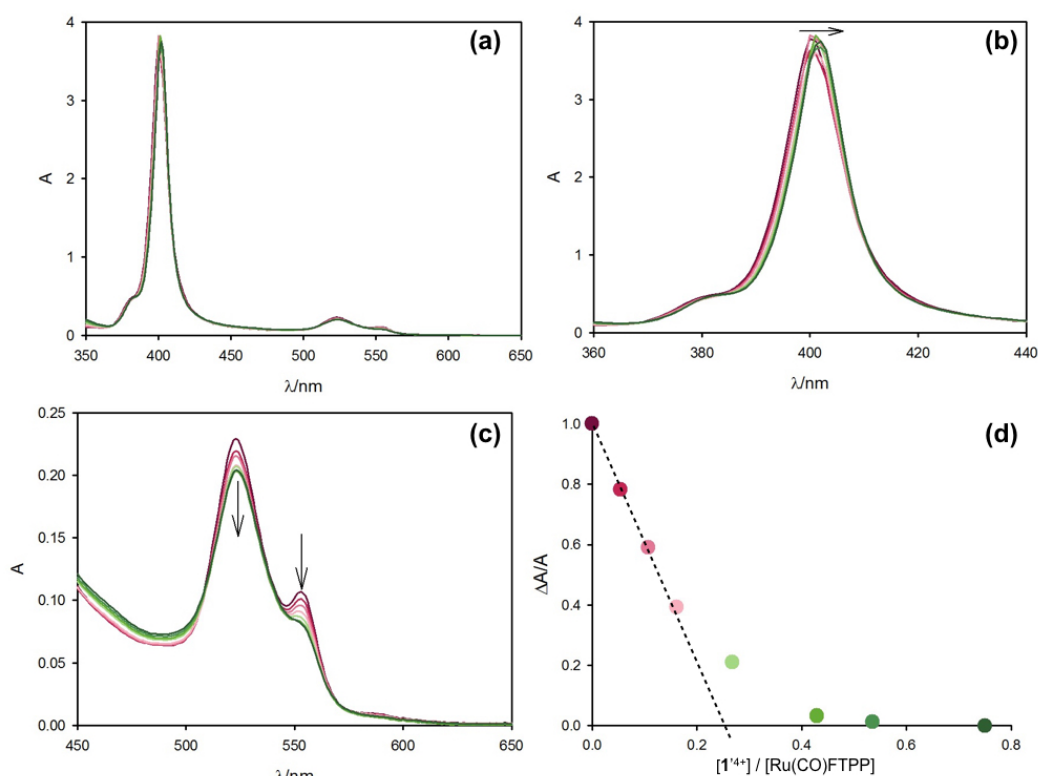 (a)
4
3
2
1
0
A
350 400 450 500 550 600 650
λ/nm
(b)
4
3
2
1
0
A
360 380 400 420 440
λ/nm
(c)
0.25
0.20
0.15
0.10
0.05
0.00
A
450 500 550 600 650
λ/nm
(d)
1.0
0.8
0.6
0.4
0.2
0.0
ΔA/A
0.0 0.2 0.4 0.6 0.8
[1'4+] / [Ru(CO)FTPP]